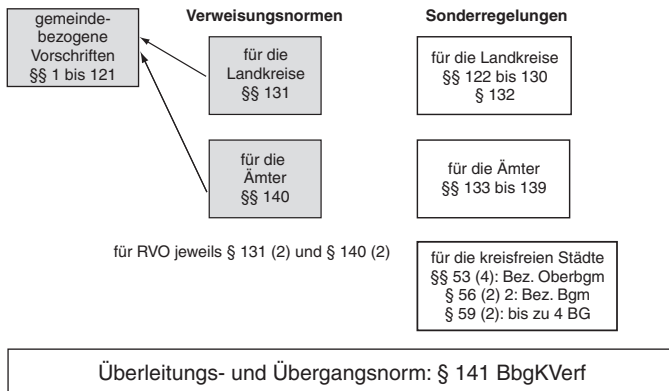 gemeinde-
bezogene
Vorschriften
§§ 1 bis 121
Verweisungsnormen
für die
Landkreise
§§ 131
für die
Ämter
§§ 140
für RVO jeweils § 131 (2) und § 140 (2)
Sonderregelungen
für die Landkreise
§§ 122 bis 130
§ 132
für die Ämter
§§ 133 bis 139
für die kreisfreien Städte
§§ 53 (4): Bez. Oberbgm
§ 56 (2) 2: Bez. Bgm
§ 59 (2): bis zu 4 BG
Überleitungs- und Übergangsnorm: § 141 BbgKVerf